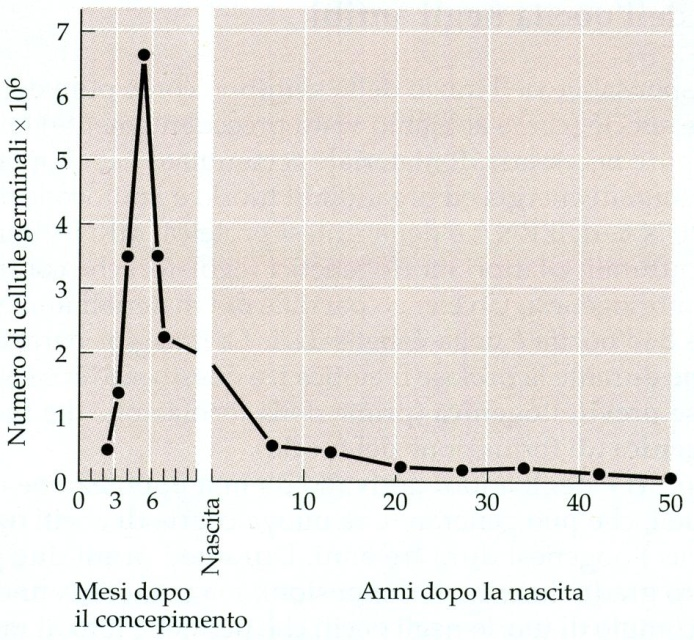 Numero di cellule germinali × 10⁶
7
6
5
4
3
2
1
0
0 3 6
Nascita
10 20 30 40 50
Mesi dopo
il concepimento
Anni dopo la nascita